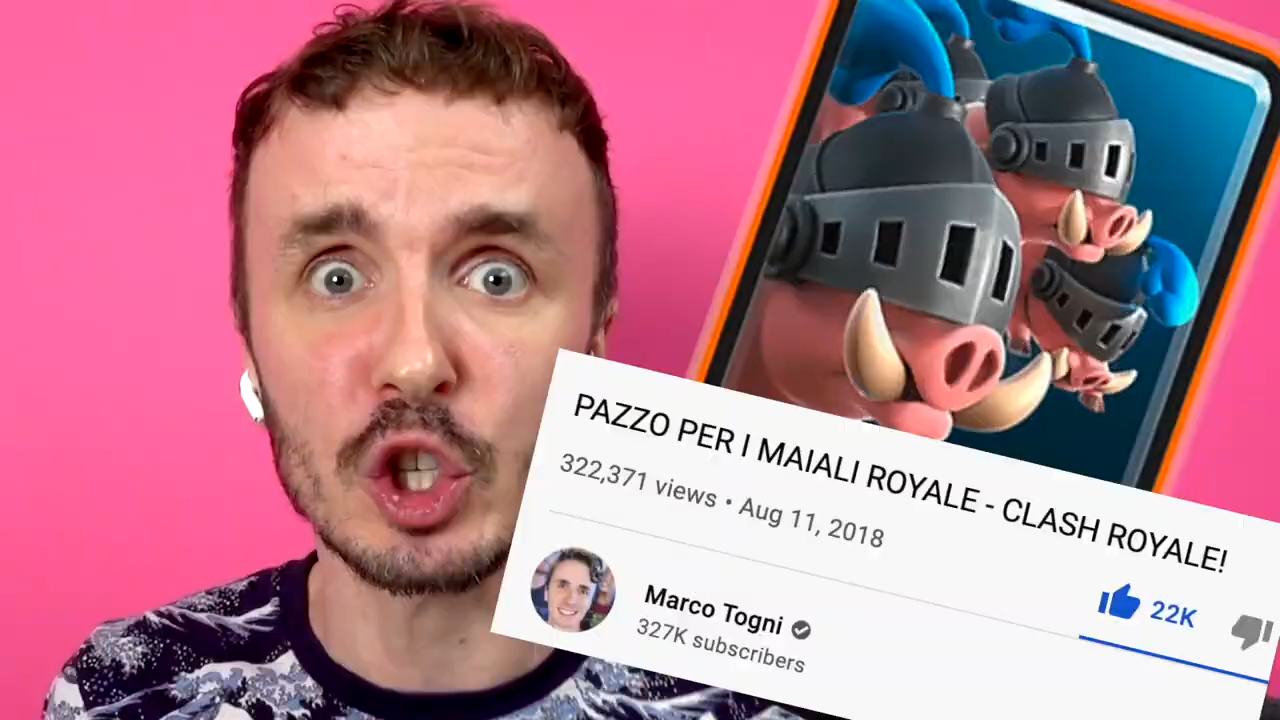 PAZZO PER I MAIALI ROYALE - CLASH ROYALE!
322,371 views • Aug 11, 2018
22K
Marco Togni
327K subscribers